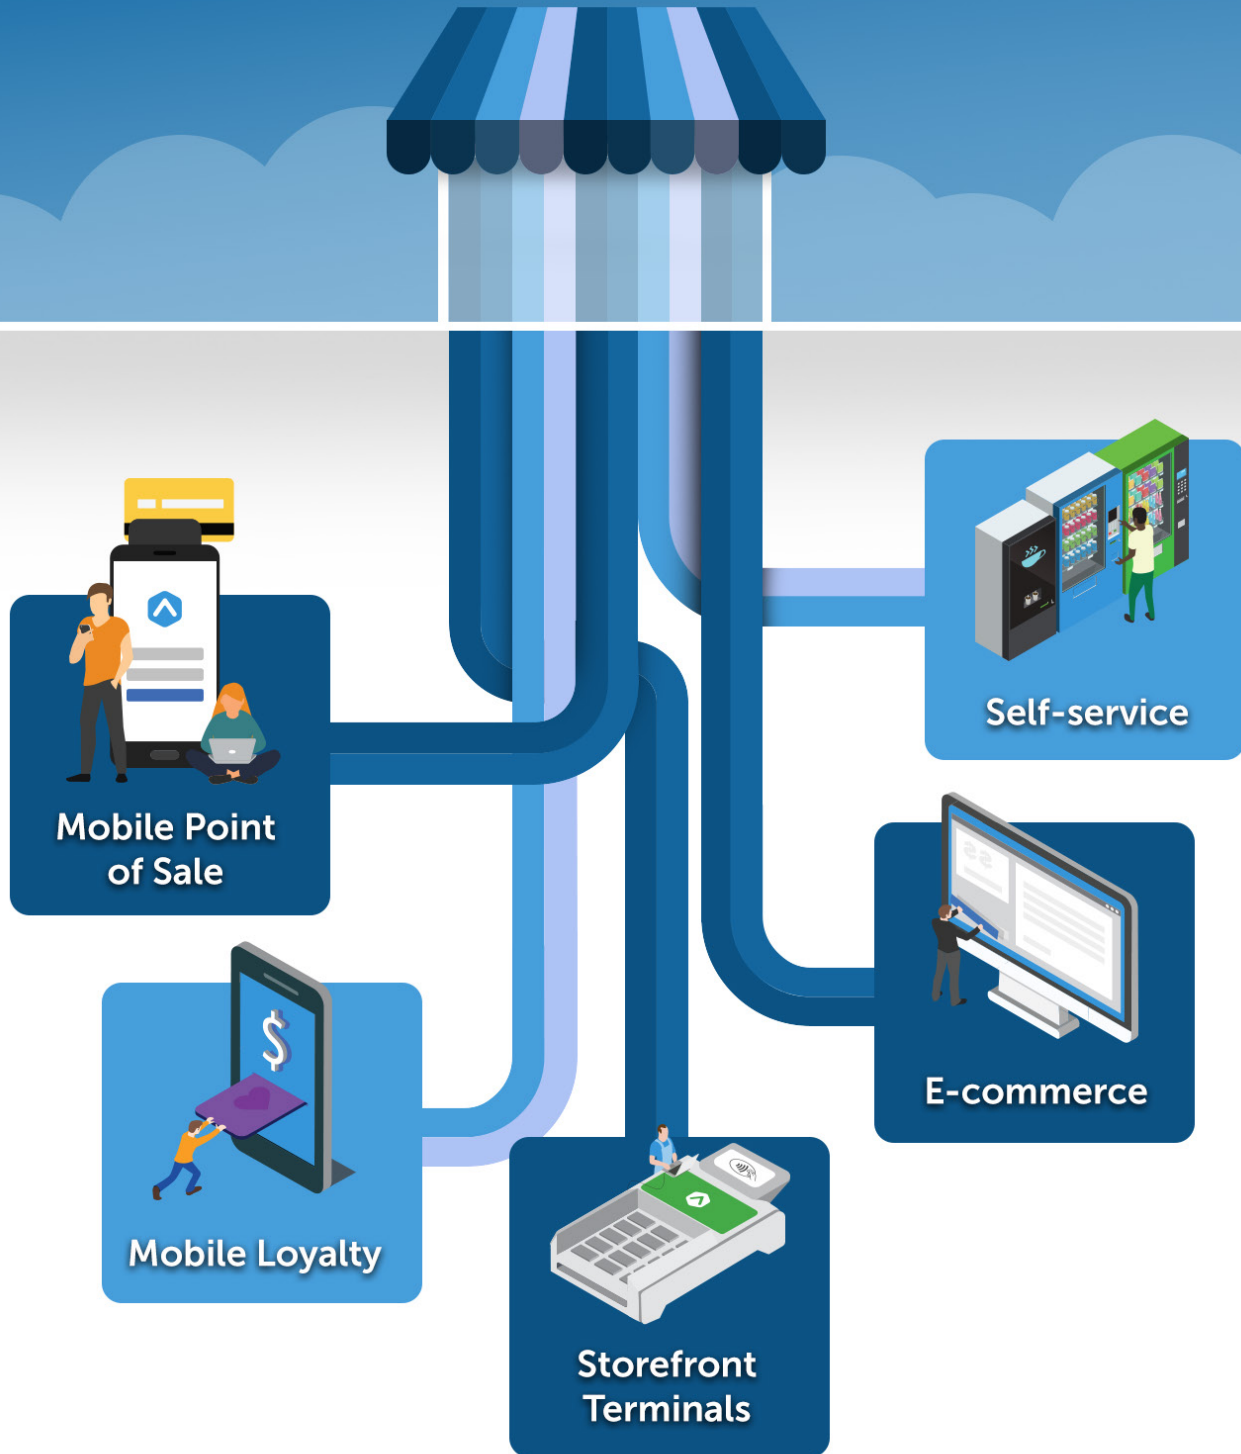 Self-service
Mobile Point
of Sale
E-commerce
Mobile Loyalty
$
Storefront
Terminals